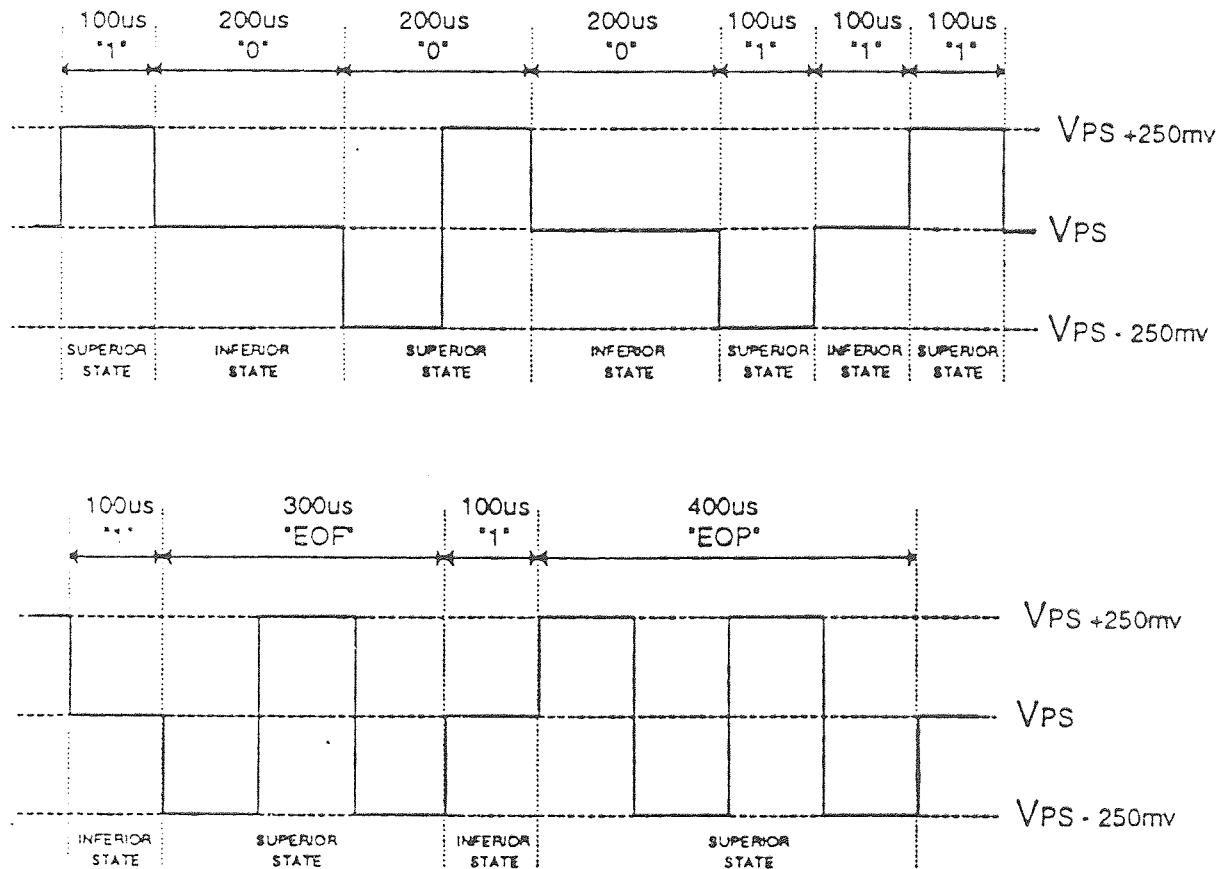 100us 200us 200us 200us 100us 100us 100us
"1" "0" "0" "0" "1" "1" "1"
VPS +250mv
VPS
VPS - 250mv
SUPERIOR INFERIOR SUPERIOR INFERIOR SUPERIOR INFERIOR SUPERIOR
STATE STATE STATE STATE STATE STATE STATE
100us 300us 100us 400us
"1" "EOF" "1" "EOP"
VPS +250mv
VPS
VPS - 250mv
INFERIOR SUPERIOR INFERIOR SUPERIOR
STATE STATE STATE STATE